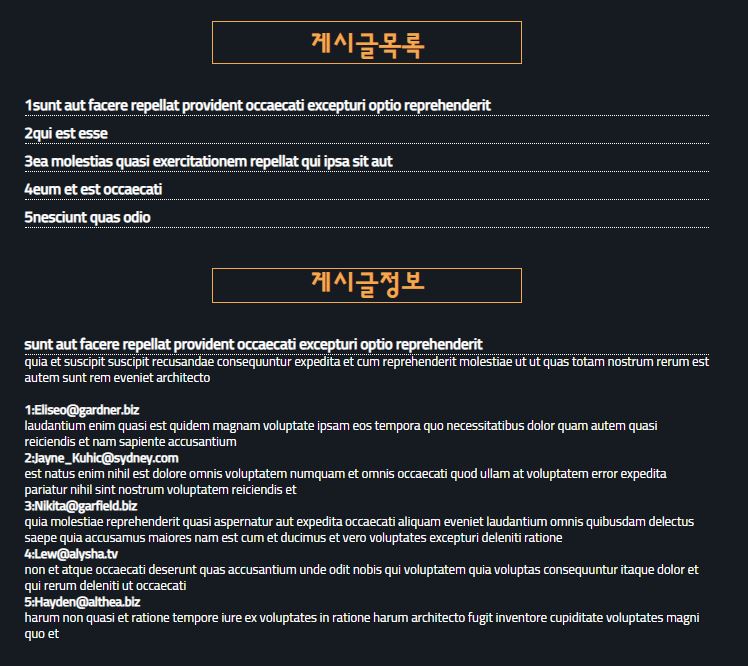 게시글목록
1sunt aut facere repellat provident occaecati excepturi optio reprehenderit
2qui est esse
3ea molestias quasi exercitationem repellat qui ipsa sit aut
4eum et est occaecati
5nesciunt quas odio
게시글정보
sunt aut facere repellat provident occaecati excepturi optio reprehenderit
quia et suscipit suscipit recusandae consequuntur expedita et cum reprehenderit molestiae ut ut quas totam nostrum rerum est
autem sunt rem eveniet architecto
1:Eliseo@gardner.biz
laudantium enim quasi est quidem magnam voluptate ipsam eos tempora quo necessitatibus dolor quam autem quasi
reiciendis et nam sapiente accusantium
2:Jayne_Kuhic@sydney.com
est natus enim nihil est dolore omnis voluptatem numquam et omnis occaecati quod ullam at voluptatem error expedita
pariatur nihil sint nostrum voluptatem reiciendis et
3:Nikita@garfield.biz
quia molestiae reprehenderit quasi aspernatur aut expedita occaecati aliquam eveniet laudantium omnis quibusdam delectus
saepe quia accusamus maiores nam est cum et ducimus et vero voluptates excepturi deleniti ratione
4:Lew@alysha.tv
non et atque occaecati deserunt quas accusantium unde odit nobis qui voluptatem quia voluptas consequuntur itaque dolor et
qui rerum deleniti ut occaecati
5:Hayden@althea.biz
harum non quasi et ratione tempore iure ex voluptates in ratione harum architecto fugit inventore cupiditate voluptates magni
quo et